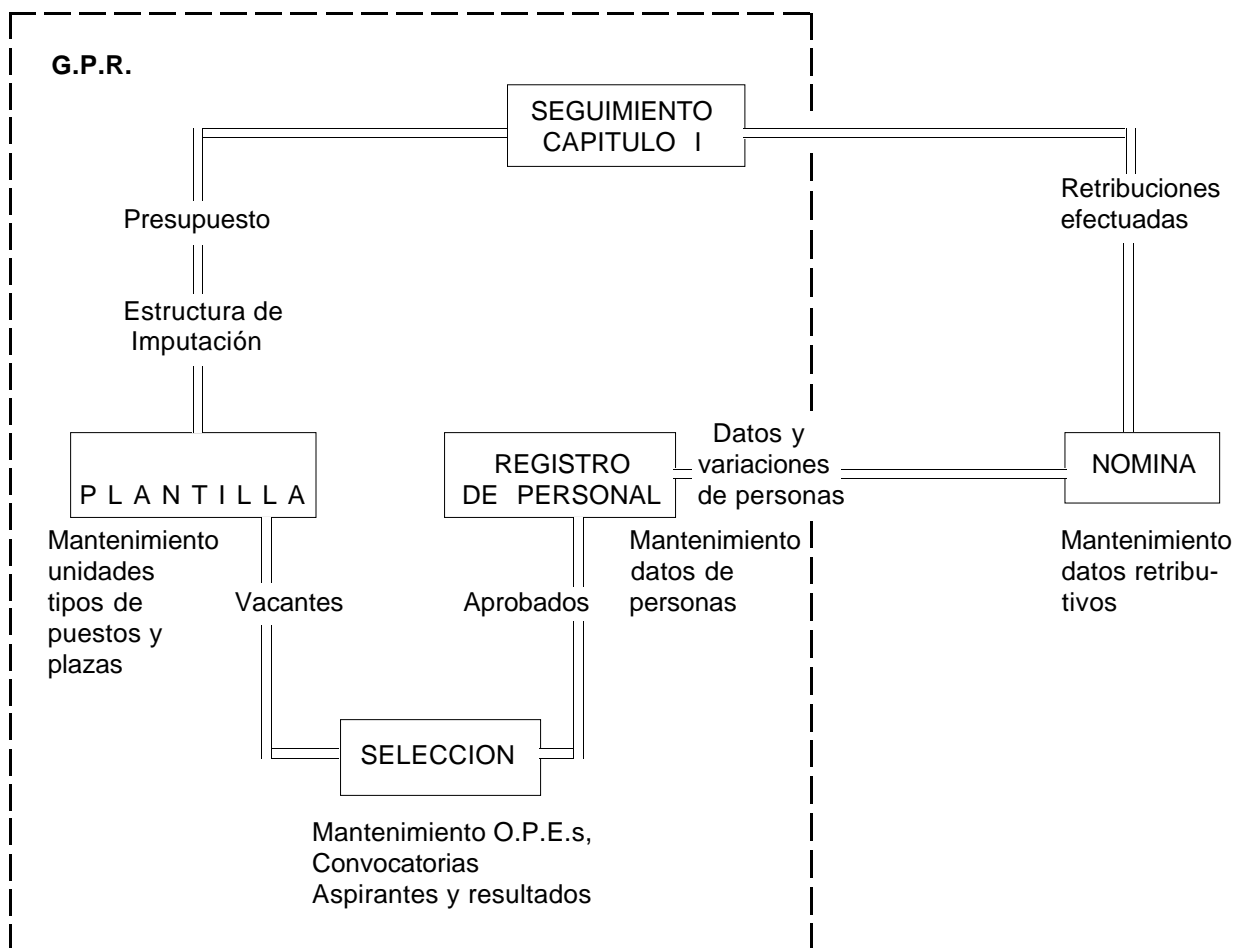 G.P.R.
SEGUIMIENTO
CAPITULO I
Presupuesto
Retribuciones
efectuadas
Estructura de
Imputación
P L A N T I L L A
REGISTRO
DE PERSONAL
Datos y
variaciones
de personas
NOMINA
Mantenimiento
unidades
tipos de
puestos y
plazas
Vacantes
Aprobados
Mantenimiento
datos de
personas
Mantenimiento
datos retribu-
tivos
SELECCION
Mantenimiento O.P.E.s,
Convocatorias
Aspirantes y resultados